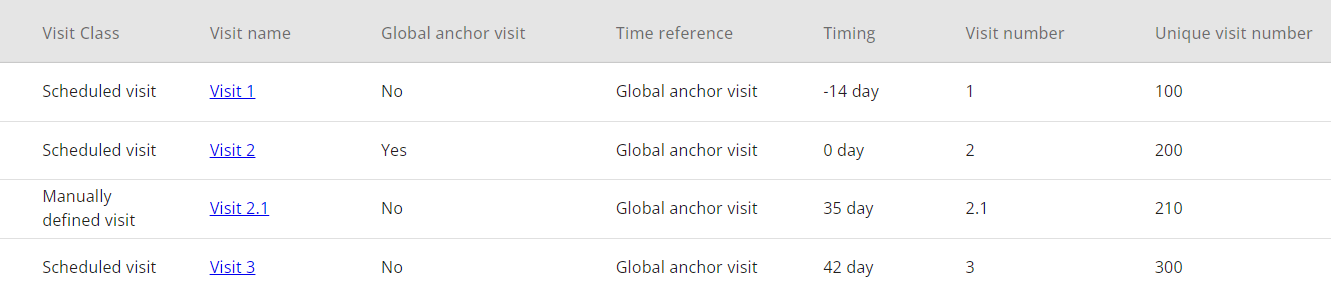 Visit Class Visit name Global anchor visit Time reference Timing Visit number Unique visit number
Scheduled visit Visit 1 No Global anchor visit -14 day 1 100
Scheduled visit Visit 2 Yes Global anchor visit 0 day 2 200
Manually
defined visit Visit 2.1 No Global anchor visit 35 day 2.1 210
Scheduled visit Visit 3 No Global anchor visit 42 day 3 300